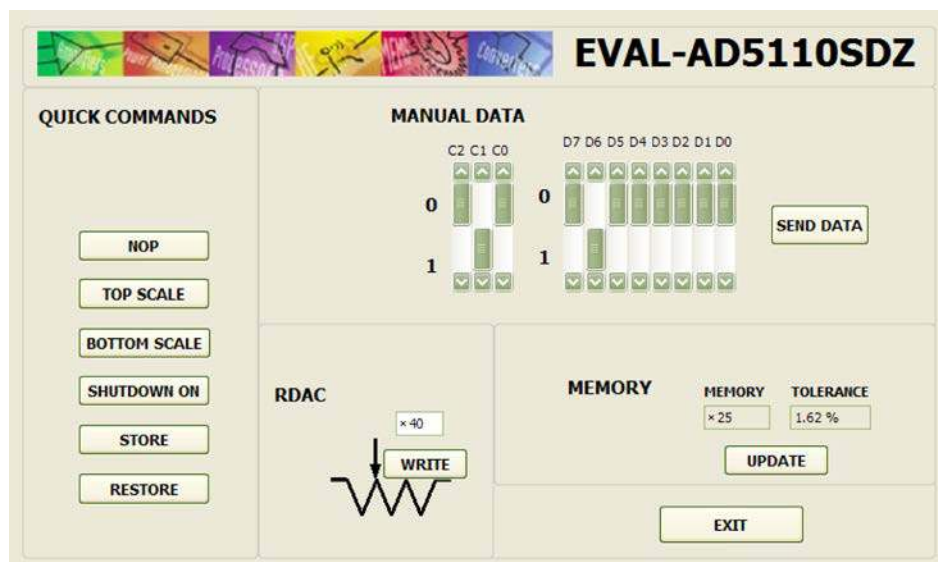 EVAL-AD5110SDZ
QUICK COMMANDS
NOP
TOP SCALE
BOTTOM SCALE
SHUTDOWN ON
STORE
RESTORE
MANUAL DATA
C2 C1 C0
D7 D6 D5 D4 D3 D2 D1 D0
0
0
1
1
SEND DATA
RDAC
×40
WRITE
MEMORY
MEMORY TOLERANCE
×25 1.62 %
UPDATE
EXIT